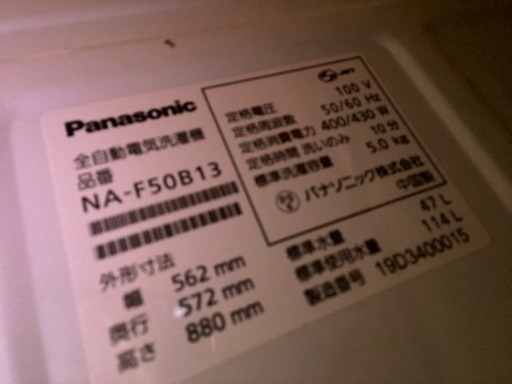 Panasonic
全自動電気洗濯機
品番
NA-F50B13
外形寸法
幅 562 mm
奥行 572 mm
高さ 880 mm
JET
定格電圧 100 V
定格周波数 50/60 Hz
定格消費電力 400/430 W
定格時間 洗いのみ 10 分
標準洗濯容量 5.0 kg
パナソニック株式会社
中国製
標準水量 47 L
標準使用水量 114 L
製造番号 19D3400015